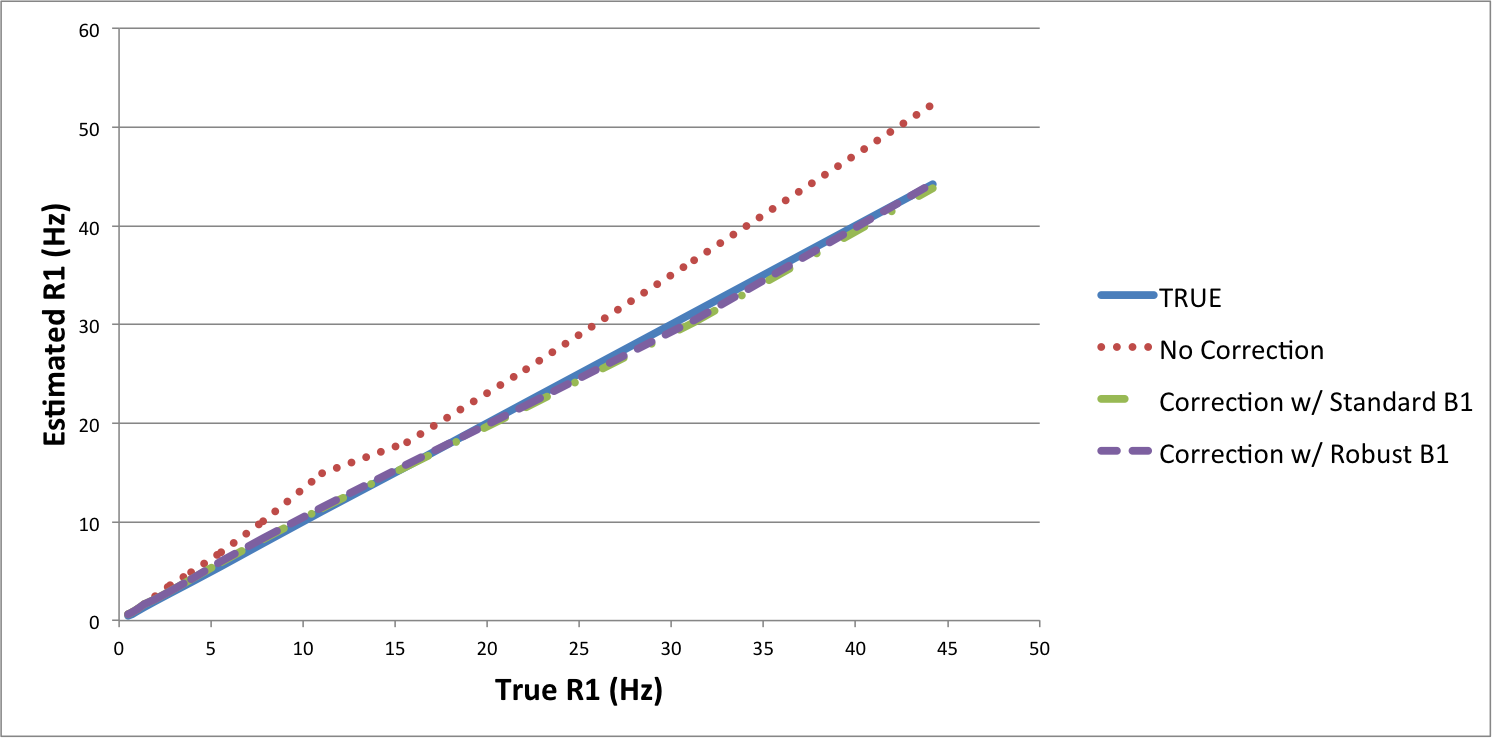 60
50
40
30
20
10
0
Estimated R1 (Hz)
0 5 10 15 20 25 30 35 40 45 50
True R1 (Hz)
TRUE
No Correction
Correction w/ Standard B1
Correction w/ Robust B1